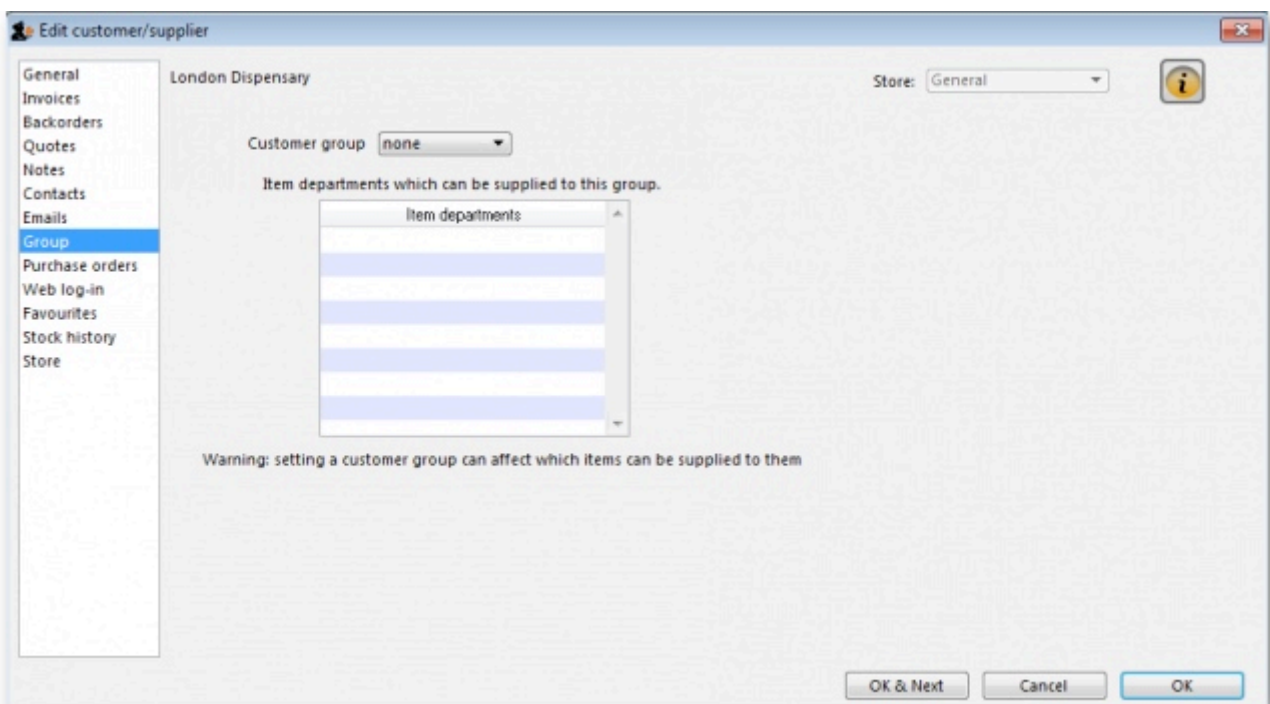 Edit customer/supplier
General
Invoices
Backorders
Quotes
Notes
Contacts
Emails
Group
Purchase orders
Web log-in
Favourites
Stock history
Store
London Dispensary
Store: General
i
Customer group none
Item departments which can be supplied to this group.
Item departments
Warning: setting a customer group can affect which items can be supplied to them
OK & Next Cancel OK